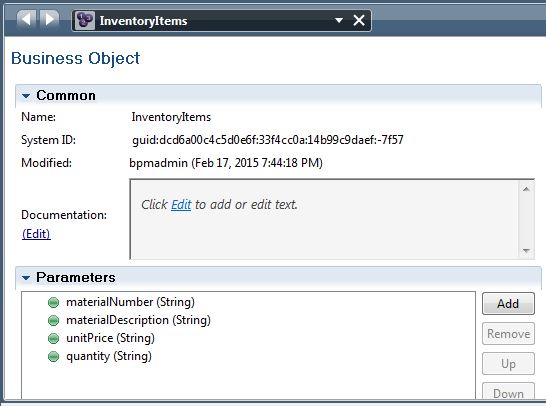 InventoryItems
Business Object
Common
Name: InventoryItems
System ID: guid:dcd6a00c4c5d0e6f:33f4cc0a:14b99c9daef:-7f57
Modified: bpmadmin (Feb 17, 2015 7:44:18 PM)
Documentation:
(Edit)
Click Edit to add or edit text.
Parameters
materialNumber (String)
materialDescription (String)
unitPrice (String)
quantity (String)
Add
Remove
Up
Down